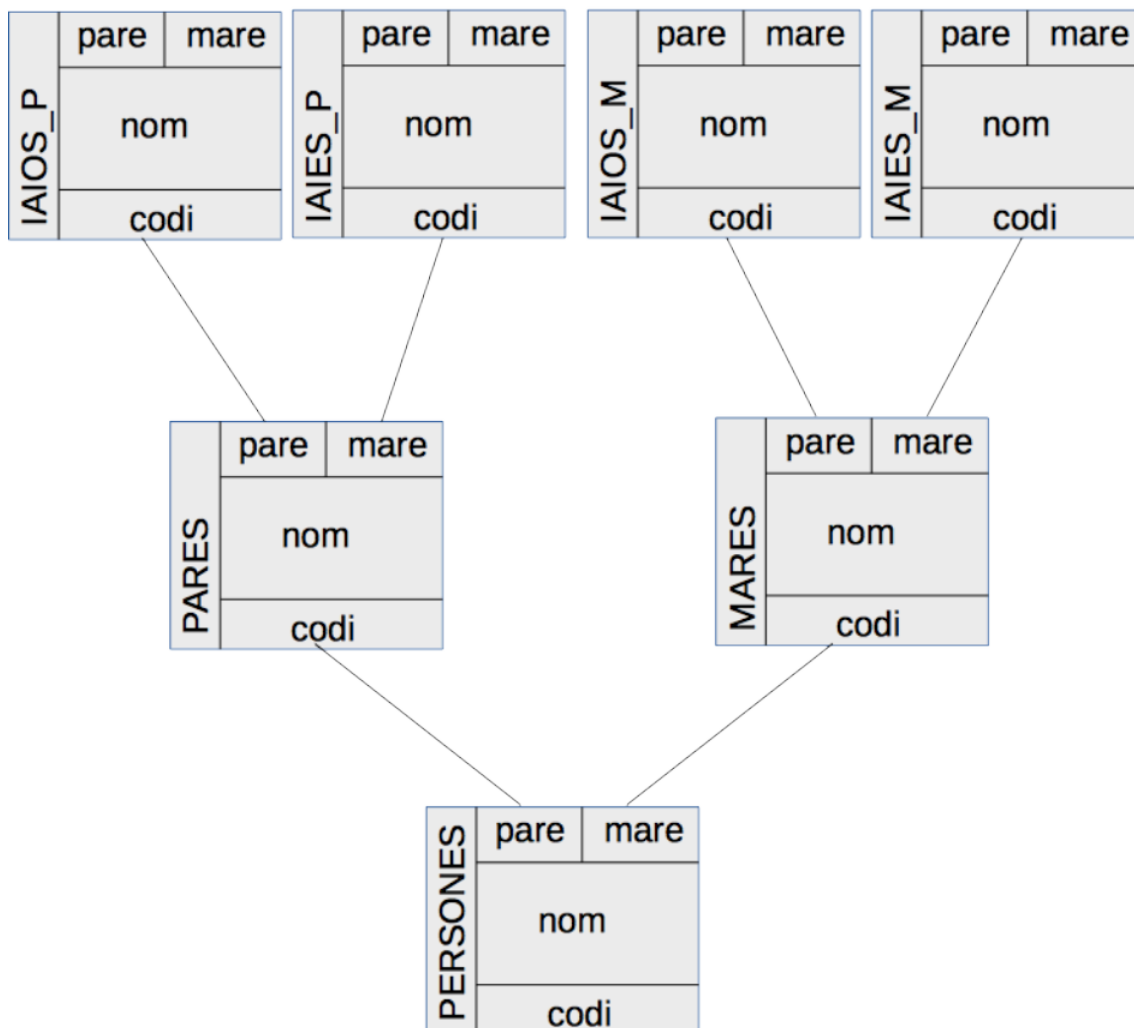 IAIOS_P
pare mare
nom
codi
IAIES_P
pare mare
nom
codi
IAIOS_M
pare mare
nom
codi
IAIES_M
pare mare
nom
codi
PARES
pare mare
nom
codi
MARES
pare mare
nom
codi
PERSONES
pare mare
nom
codi